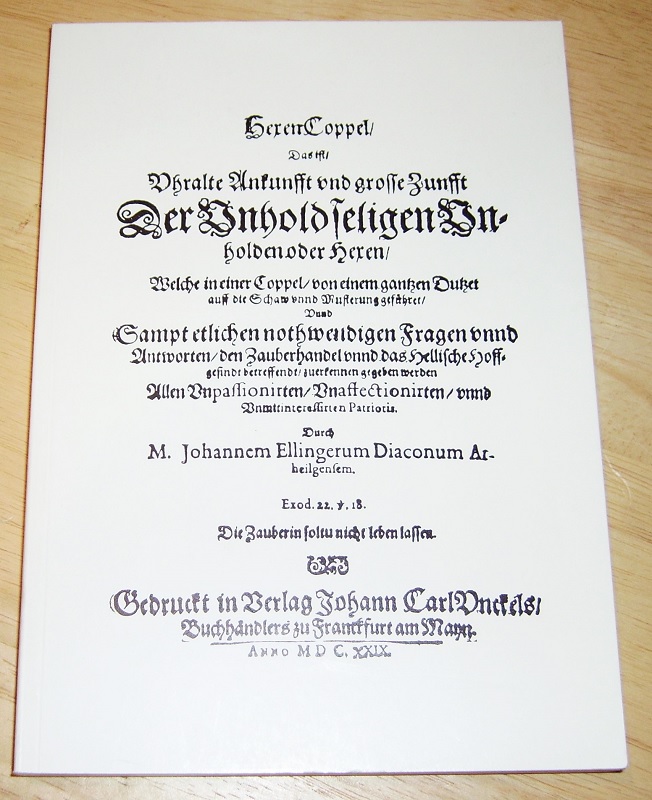 HexenCoppel/
Das ist/
Vhralte Ankunfft vnd grosse Zunfft
Der Vnholdseligen Vn-
holden oder Hexen/
Welche in einer Coppel/ von einem gantzen Dutzet
auff die Schaw vnnd Musterung geführet/
Vnnd
Sampt etlichen nothwendigen Fragen vnnd
Antworten/ den Zauberhandel vnnd das Hellische Hoff-
gesindt betreffendt/ zuerkennen gegeben werden
Allen Vnpassionirten/ Vnaffectionirten/ vnnd
Vnmitinteressirten Patriotis.
Durch
M. Johannem Ellingerum Diaconum Ar-
heilgensem.
Exod. 22. ℣. 18.
Die Zauberin soltu nicht leben lassen.
Gedruckt in Verlag Johann Carl Vnckels/
Buchhändlers zu Franckfurt am Mayn.
ANNO M D C. XXIX.